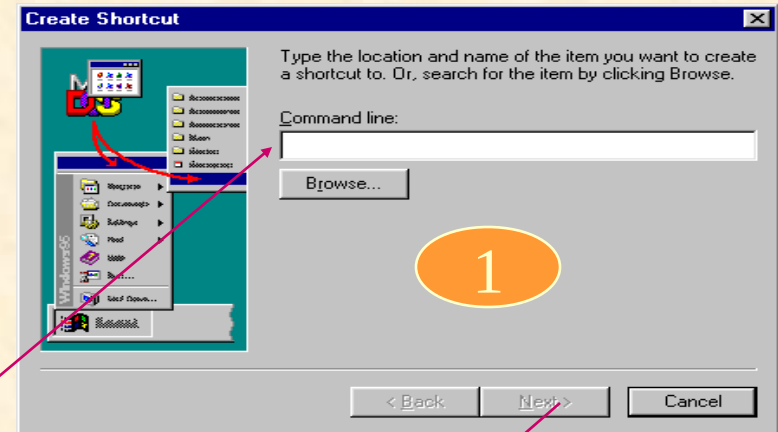 Create Shortcut
Type the location and name of the item you want to create
a shortcut to. Or, search for the item by clicking Browse.
Command line:
Browse...
Windows95
1
< Back
Next >
Cancel